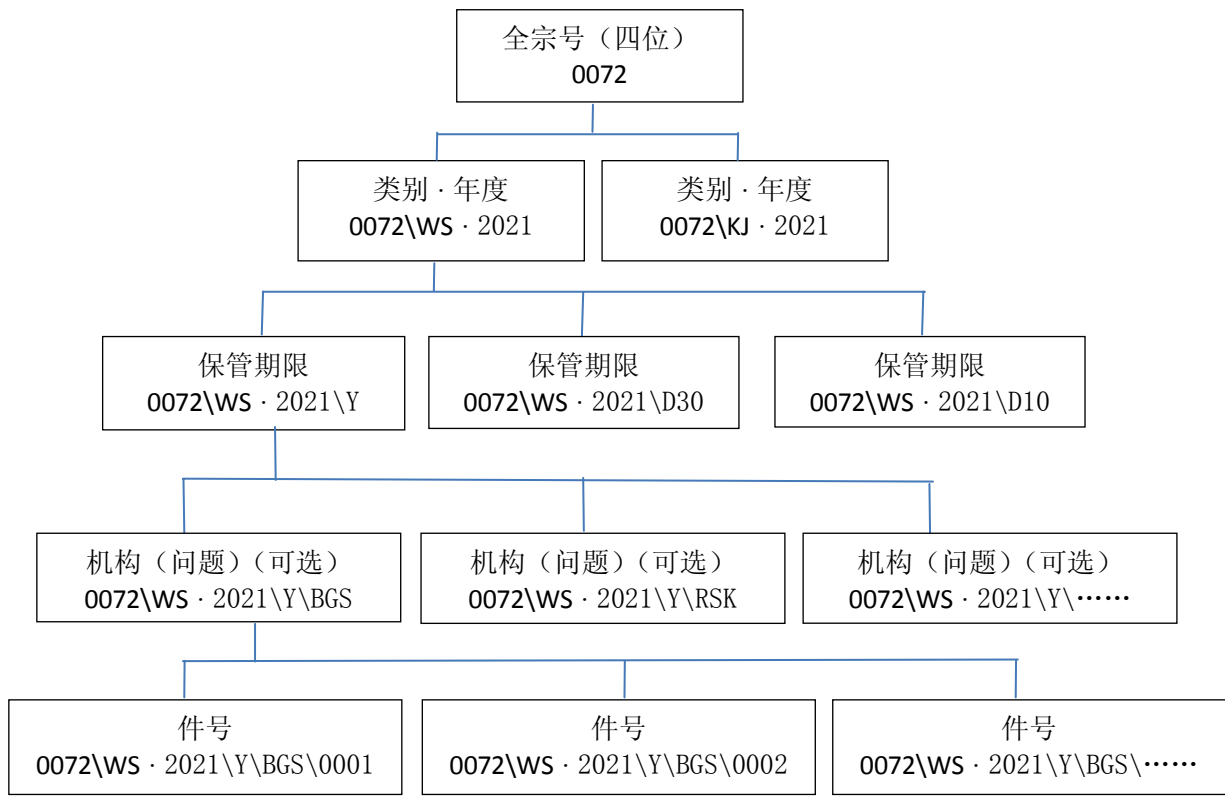 全宗号（四位）
0072
类别·年度
0072\WS·2021
类别·年度
0072\KJ·2021
保管期限
0072\WS·2021\Y
保管期限
0072\WS·2021\D30
保管期限
0072\WS·2021\D10
机构（问题）（可选）
0072\WS·2021\Y\BGS
机构（问题）（可选）
0072\WS·2021\Y\RSK
机构（问题）（可选）
0072\WS·2021\Y\……
件号
0072\WS·2021\Y\BGS\0001
件号
0072\WS·2021\Y\BGS\0002
件号
0072\WS·2021\Y\BGS\……